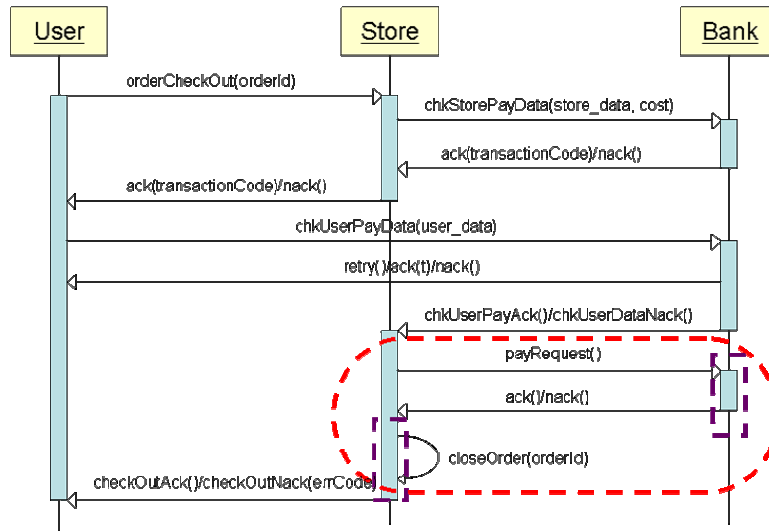 User
Store
Bank
orderCheckOut(orderId)
chkStorePayData(store_data, cost)
ack(transactionCode)/nack()
ack(transactionCode)/nack()
chkUserPayData(user_data)
retry()/ack(t)/nack()
chkUserPayAck()/chkUserDataNack()
payRequest()
ack()/nack()
closeOrder(orderId)
checkOutAck()/checkOutNack(errCode)